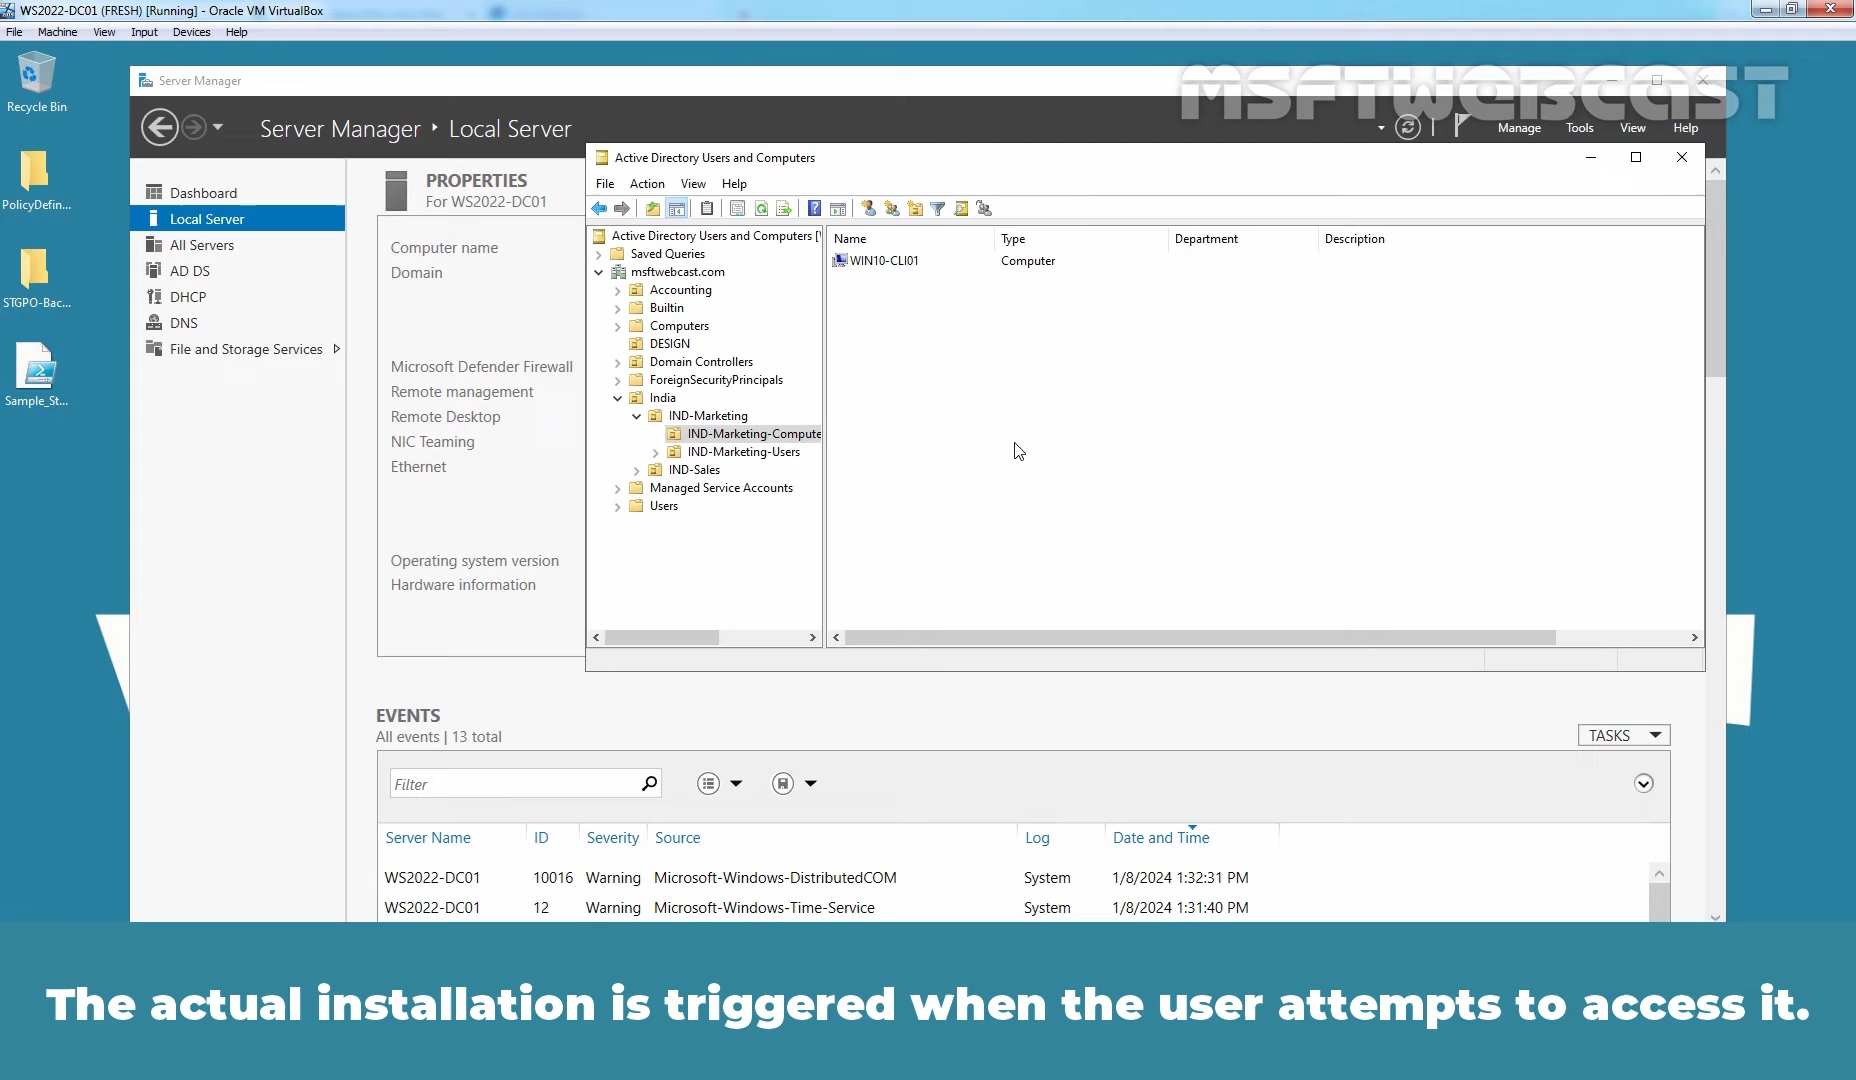 WS2022-DC01 (FRESH) [Running] - Oracle VM VirtualBox
File Machine View Input Devices Help
Recycle Bin
PolicyDefin...
STGPO-Bac...
Sample_St...
Server Manager
MSFTWEBCAST
Server Manager ‣ Local Server
Manage Tools View Help
Dashboard
Local Server
All Servers
AD DS
DHCP
DNS
File and Storage Services
PROPERTIES
For WS2022-DC01
Computer name
Domain
Microsoft Defender Firewall
Remote management
Remote Desktop
NIC Teaming
Ethernet
Operating system version
Hardware information
Active Directory Users and Computers
File Action View Help
Active Directory Users and Computers [
Saved Queries
msftwebcast.com
Accounting
Builtin
Computers
DESIGN
Domain Controllers
ForeignSecurityPrincipals
India
IND-Marketing
IND-Marketing-Compute
IND-Marketing-Users
IND-Sales
Managed Service Accounts
Users
Name Type Department Description
WIN10-CLI01 Computer
EVENTS
All events | 13 total
TASKS
Filter
Server Name ID Severity Source Log Date and Time
WS2022-DC01 10016 Warning Microsoft-Windows-DistributedCOM System 1/8/2024 1:32:31 PM
WS2022-DC01 12 Warning Microsoft-Windows-Time-Service System 1/8/2024 1:31:40 PM
The actual installation is triggered when the user attempts to access it.